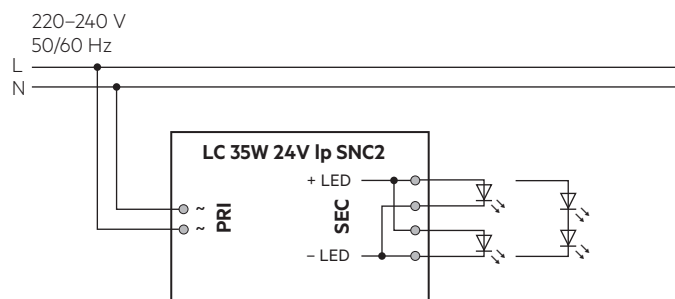 220–240 V
50/60 Hz
L
N
LC 35W 24V lp SNC2
+ LED
~
PRI
SEC
~
– LED